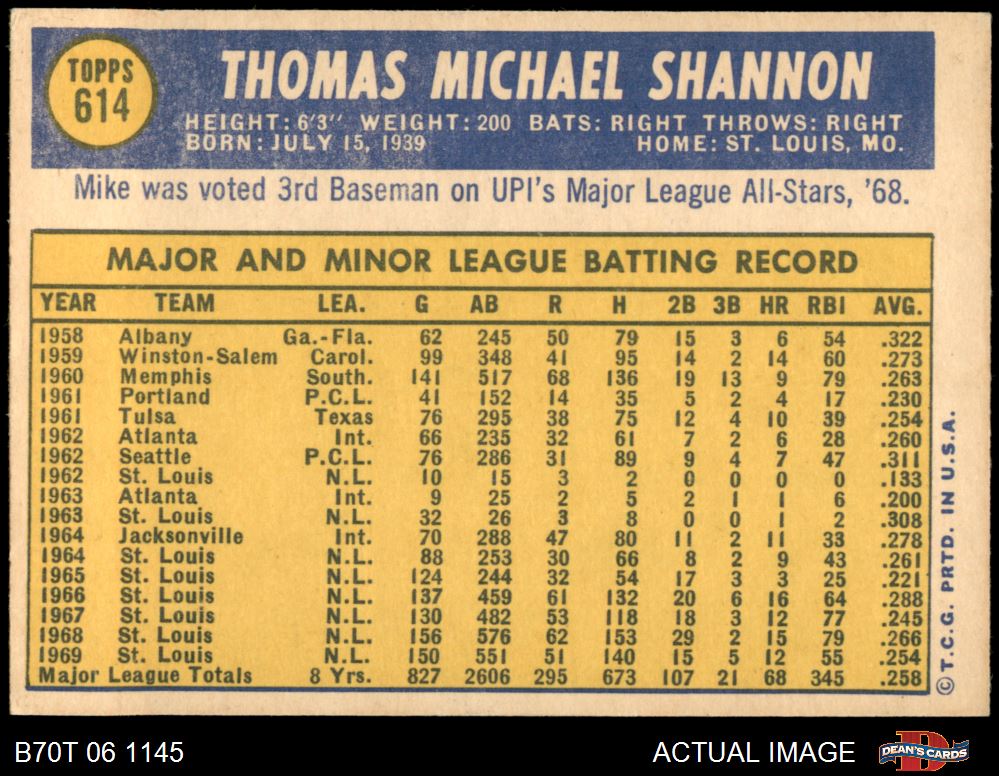 TOPPS
614
THOMAS MICHAEL SHANNON
HEIGHT: 6'3" WEIGHT: 200 BATS: RIGHT THROWS: RIGHT
BORN: JULY 15, 1939 HOME: ST. LOUIS, MO.
Mike was voted 3rd Baseman on UPI's Major League All-Stars, '68.
MAJOR AND MINOR LEAGUE BATTING RECORD
YEAR TEAM LEA. G AB R H 2B 3B HR RBI AVG.
1958 Albany Ga.-Fla. 62 245 50 79 15 3 6 54 .322
1959 Winston-Salem Carol. 99 348 41 95 14 2 14 60 .273
1960 Memphis South. 141 517 68 136 19 13 9 79 .263
1961 Portland P.C.L. 41 152 14 35 5 2 4 17 .230
1961 Tulsa Texas 76 295 38 75 12 4 10 39 .254
1962 Atlanta Int. 66 235 32 61 7 2 6 28 .260
1962 Seattle P.C.L. 76 286 31 89 9 4 7 47 .311
1962 St. Louis N.L. 10 15 3 2 0 0 0 0 .133
1963 Atlanta Int. 9 25 2 5 2 1 1 6 .200
1963 St. Louis N.L. 32 26 3 8 0 0 1 2 .308
1964 Jacksonville Int. 70 288 47 80 11 2 11 33 .278
1964 St. Louis N.L. 88 253 30 66 8 2 9 43 .261
1965 St. Louis N.L. 124 244 32 54 17 3 3 25 .221
1966 St. Louis N.L. 137 459 61 132 20 6 16 64 .288
1967 St. Louis N.L. 130 482 53 118 18 3 12 77 .245
1968 St. Louis N.L. 156 576 62 153 29 2 15 79 .266
1969 St. Louis N.L. 150 551 51 140 15 5 12 55 .254
Major League Totals 8 Yrs. 827 2606 295 673 107 21 68 345 .258
© T.C.G. PRTD. IN U.S.A.
B70T 06 1145 ACTUAL IMAGE
D
DEAN'S CARDS